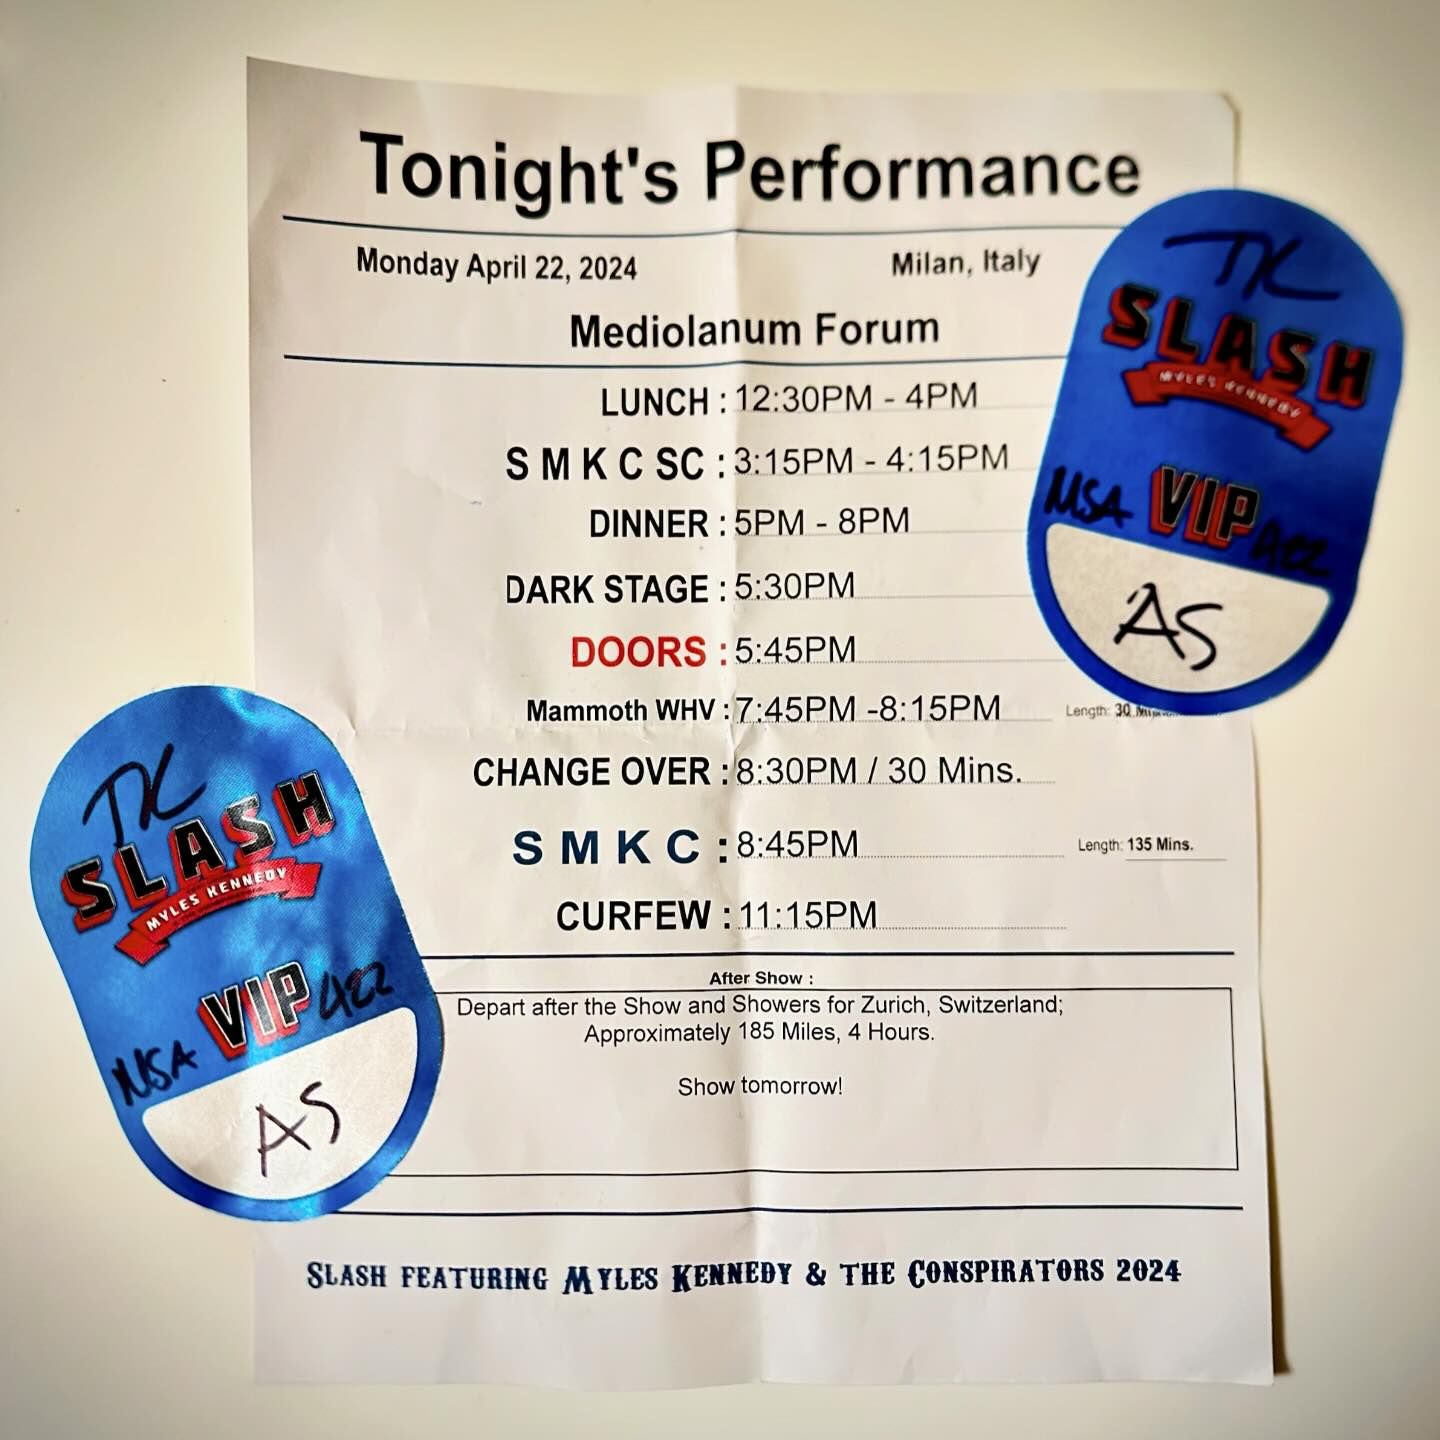 Tonight's Performance
Monday April 22, 2024 Milan, Italy
Mediolanum Forum
LUNCH : 12:30PM - 4PM
S M K C SC : 3:15PM - 4:15PM
DINNER : 5PM - 8PM
DARK STAGE : 5:30PM
DOORS : 5:45PM
Mammoth WHV : 7:45PM -8:15PM Length: 30 Mins.
CHANGE OVER : 8:30PM / 30 Mins.
S M K C : 8:45PM Length: 135 Mins.
CURFEW : 11:15PM
After Show :
Depart after the Show and Showers for Zurich, Switzerland;
Approximately 185 Miles, 4 Hours.
Show tomorrow!
SLASH FEATURING MYLES KENNEDY & THE CONSPIRATORS 2024
TK
SLASH
MYLES KENNEDY
MSA VIP 422
AS
TK
SLASH
MYLES KENNEDY
MSA VIP 422
AS